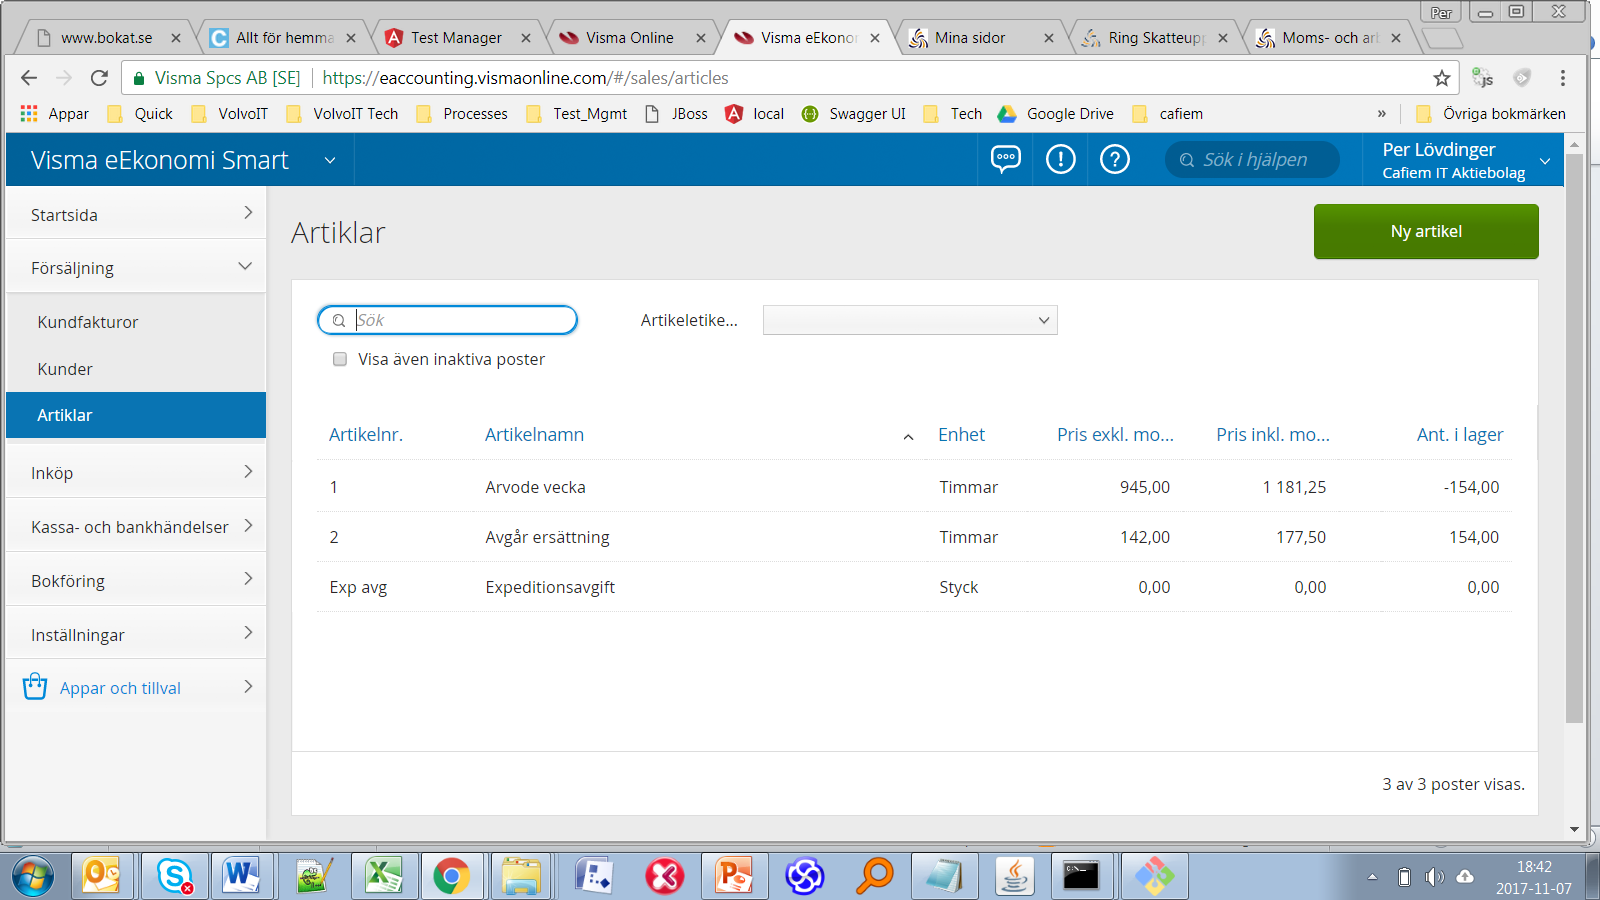 Per
www.bokat.se
Allt för hemma
Test Manager
Visma Online
Visma eEkonor
Mina sidor
Ring Skatteupp
Moms- och arb
Visma Spcs AB [SE]
https://eaccounting.vismaonline.com/#/sales/articles
Appar
Quick
VolvoIT
VolvoIT Tech
Processes
Test_Mgmt
JBoss
local
Swagger UI
Tech
Google Drive
cafiem
»
Övriga bokmärken
Visma eEkonomi Smart
Sök i hjälpen
Per Lövdinger
Cafiem IT Aktiebolag
Startsida
Försäljning
Kundfakturor
Kunder
Artiklar
Inköp
Kassa- och bankhändelser
Bokföring
Inställningar
Appar och tillval
Artiklar
Ny artikel
Sök
Artikeletike...
Visa även inaktiva poster
Artikelnr. Artikelnamn Enhet Pris exkl. mo... Pris inkl. mo... Ant. i lager
1 Arvode vecka Timmar 945,00 1 181,25 -154,00
2 Avgår ersättning Timmar 142,00 177,50 154,00
Exp avg Expeditionsavgift Styck 0,00 0,00 0,00
3 av 3 poster visas.
18:42
2017-11-07